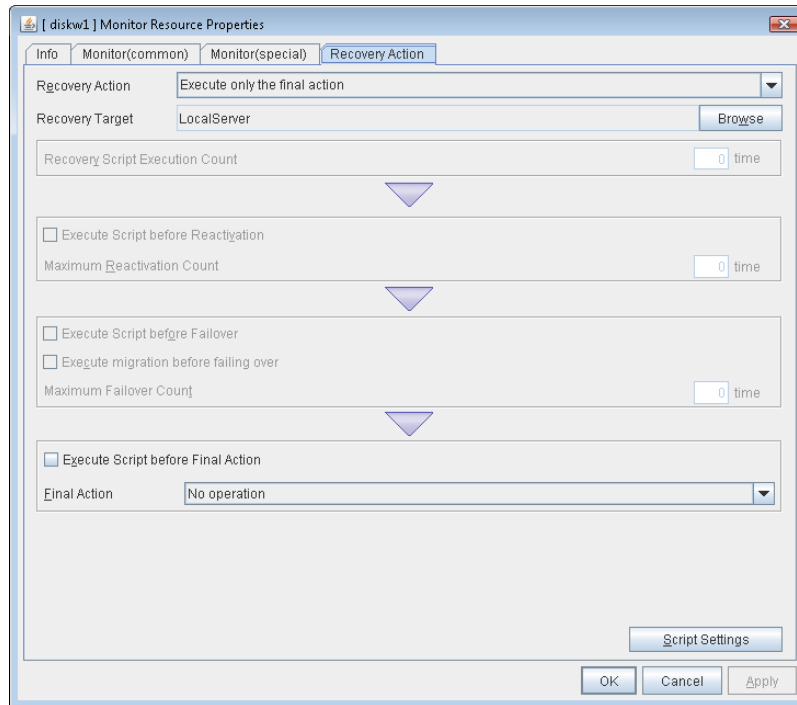 [ diskw1 ] Monitor Resource Properties
Info Monitor(common) Monitor(special) Recovery Action
Recovery Action Execute only the final action
Recovery Target LocalServer Browse
Recovery Script Execution Count 0 time
Execute Script before Reactivation
Maximum Reactivation Count 0 time
Execute Script before Failover
Execute migration before failing over
Maximum Failover Count 0 time
Execute Script before Final Action
Final Action No operation
Script Settings
OK Cancel Apply